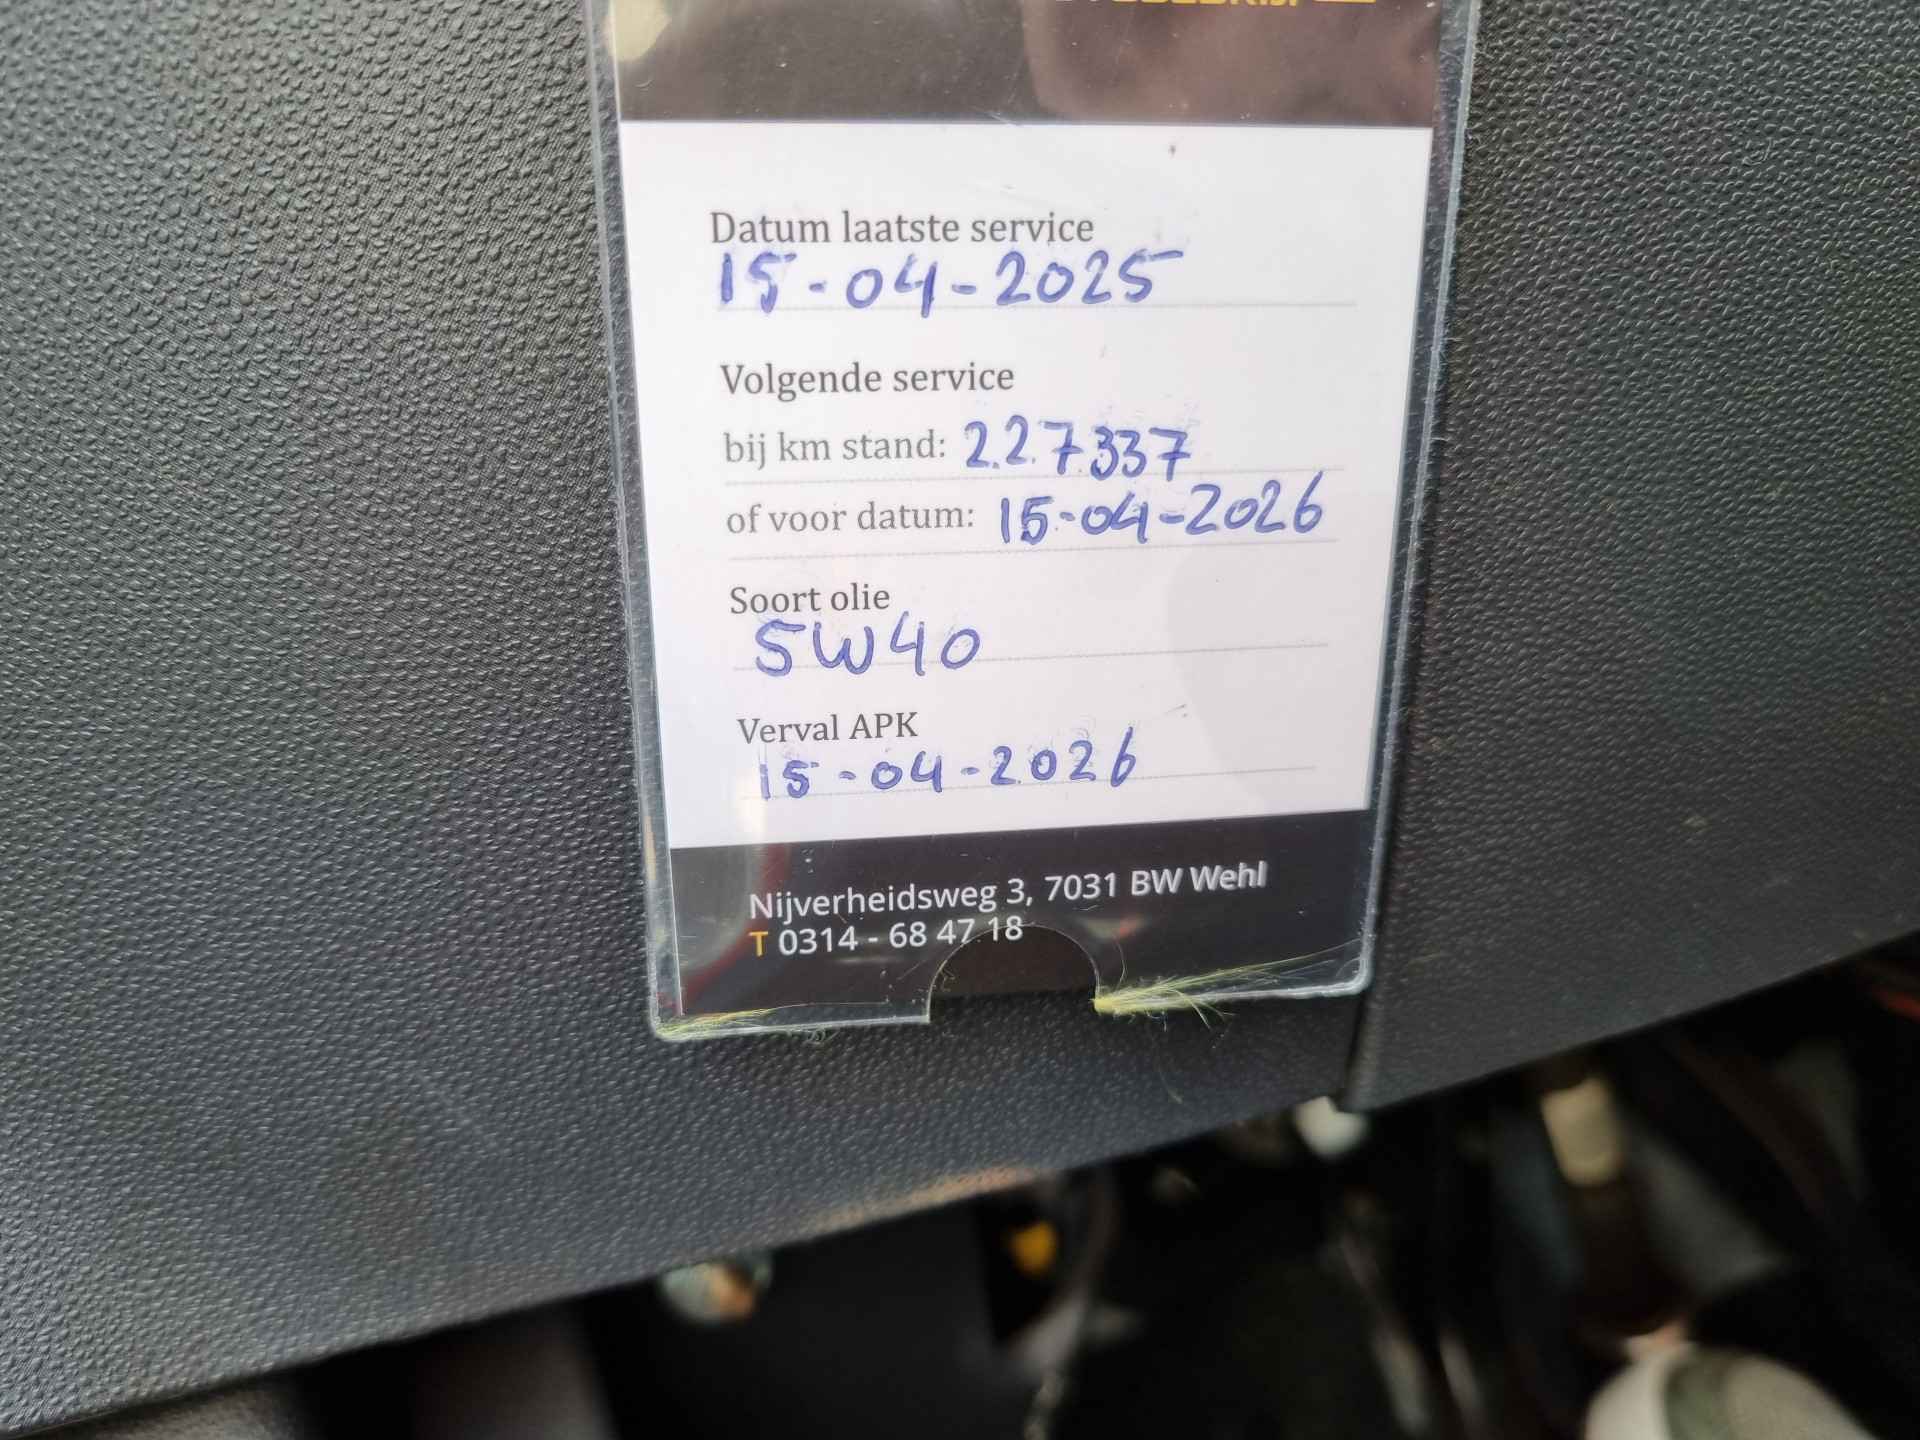 Datum laatste service
15-04-2025
Volgende service
bij km stand: 227337
of voor datum: 15-04-2026
Soort olie
5W40
Verval APK
15-04-2026
Nijverheidsweg 3, 7031 BW Wehl
T 0314 - 68 47 18